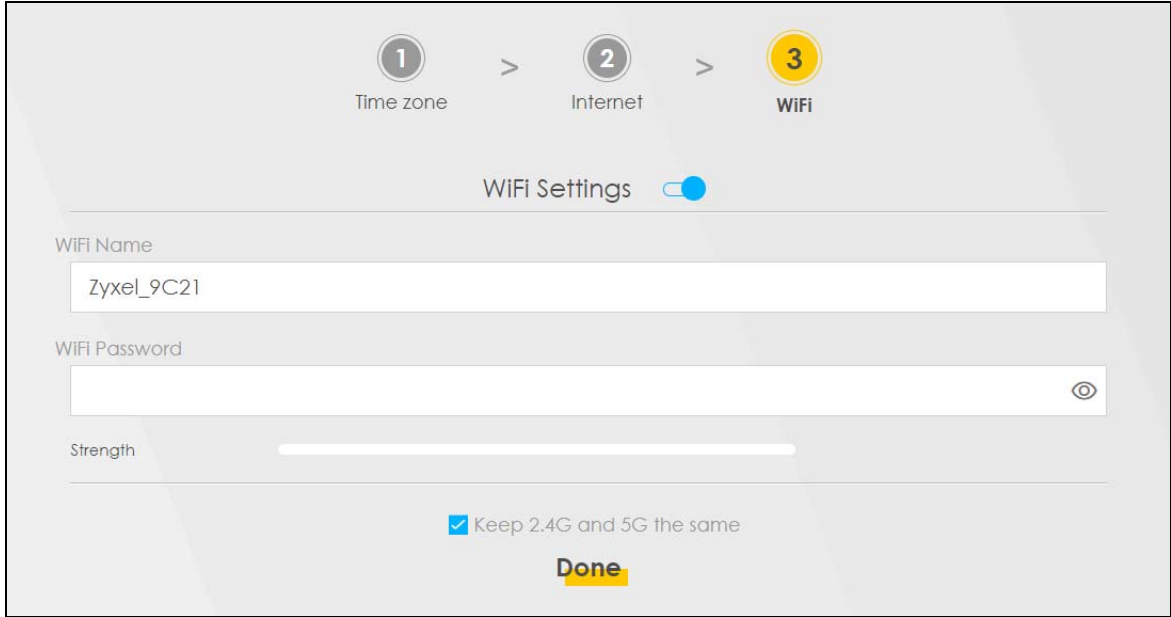 1 > 2 > 3
Time zone Internet WiFi
WiFi Settings
WiFi Name
Zyxel_9C21
WiFi Password
Strength
Keep 2.4G and 5G the same
Done